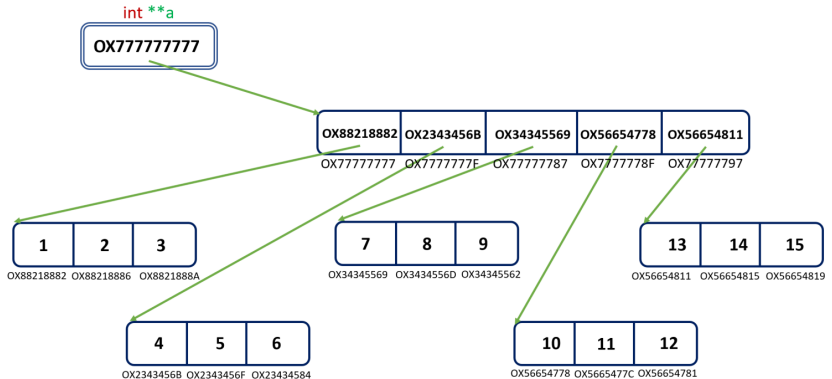 int **a
OX777777777
OX88218882 OX2343456B OX34345569 OX56654778 OX56654811
OX77777777 OX7777777F OX77777787 OX7777778F OX77777797
1 2 3
OX88218882 OX88218886 OX8821888A
7 8 9
OX34345569 OX3434556D OX34345562
13 14 15
OX56654811 OX56654815 OX56654819
4 5 6
OX2343456B OX2343456F OX23434584
10 11 12
OX56654778 OX5665477C OX56654781